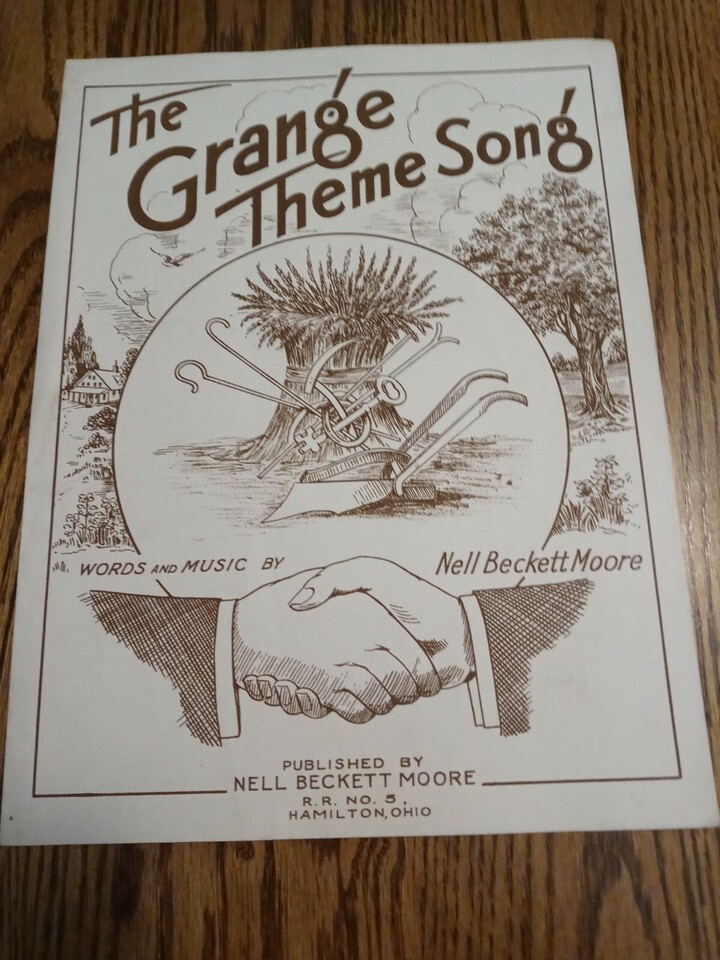 The
Grange
Theme Song
WORDS AND MUSIC BY Nell Beckett Moore
PUBLISHED BY
NELL BECKETT MOORE
R.R. NO. 5,
HAMILTON, OHIO